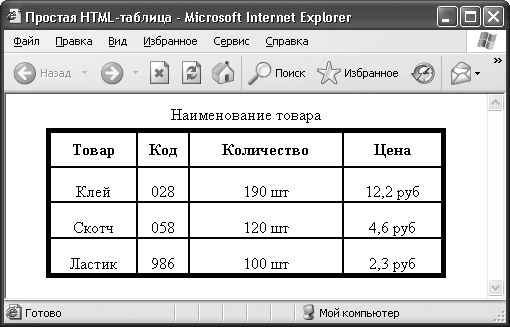 Простая HTML-таблица - Microsoft Internet Explorer
Файл Правка Вид Избранное Сервис Справка
Назад Поиск Избранное
Наименование товара
Товар Код Количество Цена
Клей 028 190 шт 12,2 руб
Скотч 058 120 шт 4,6 руб
Ластик 986 100 шт 2,3 руб
Готово Мой компьютер